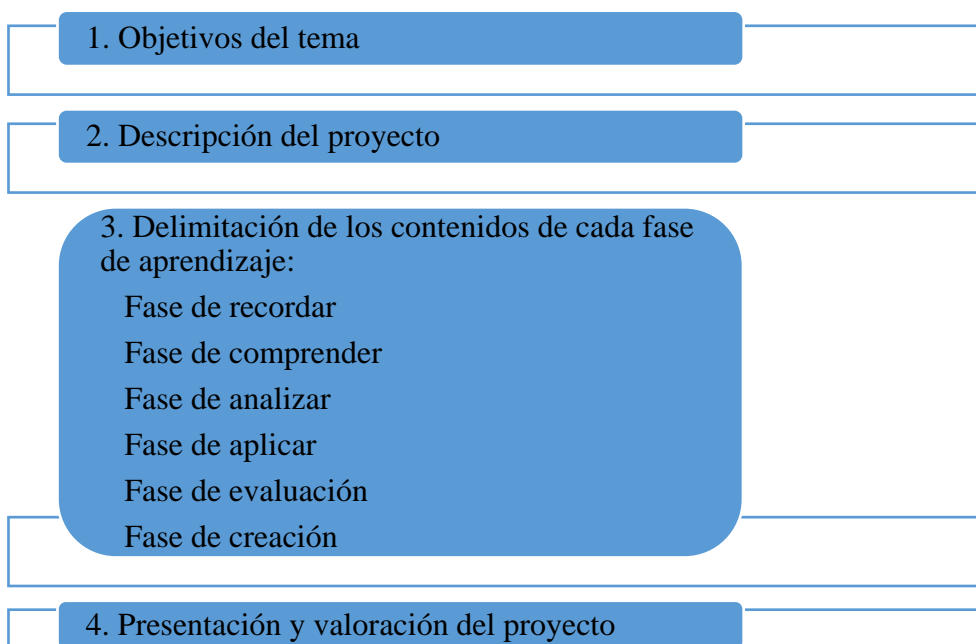 1. Objetivos del tema
2. Descripción del proyecto
3. Delimitación de los contenidos de cada fase
de aprendizaje:
Fase de recordar
Fase de comprender
Fase de analizar
Fase de aplicar
Fase de evaluación
Fase de creación
4. Presentación y valoración del proyecto